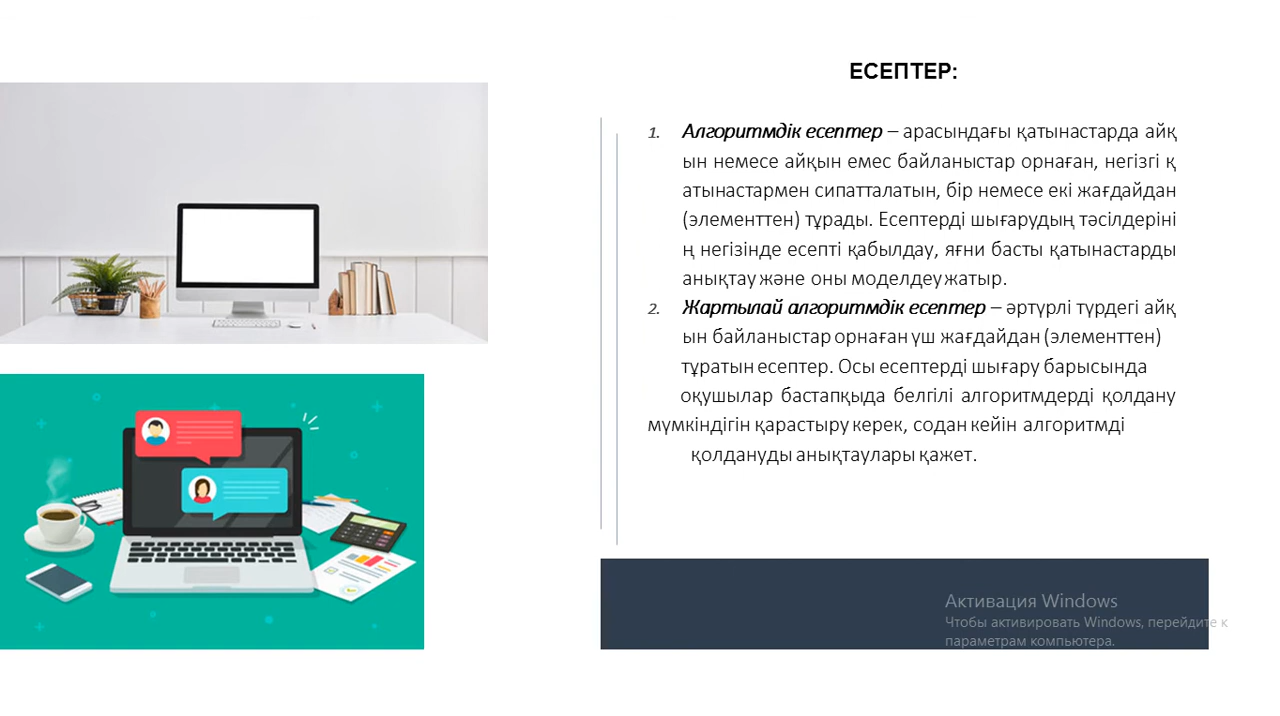 ЕСЕПТЕР:
1. Алгоритмдік есептер – арасындағы қатынастарда айқ
ын немесе айқын емес байланыстар орнаған, негізгі қ
атынастармен сипатталатын, бір немесе екі жағдайдан
(элементтен) тұрады. Есептерді шығарудың тәсілдеріні
ң негізінде есепті қабылдау, яғни басты қатынастарды
анықтау және оны моделдеу жатыр.
2. Жартылай алгоритмдік есептер – әртүрлі түрдегі айқ
ын байланыстар орнаған үш жағдайдан (элементтен)
тұратын есептер. Осы есептерді шығару барысында
оқушылар бастапқыда белгілі алгоритмдерді қолдану
мүмкіндігін қарастыру керек, содан кейін алгоритмді
қолдануды анықтаулары қажет.
Активация Windows
Чтобы активировать Windows, перейдите к
параметрам компьютера.